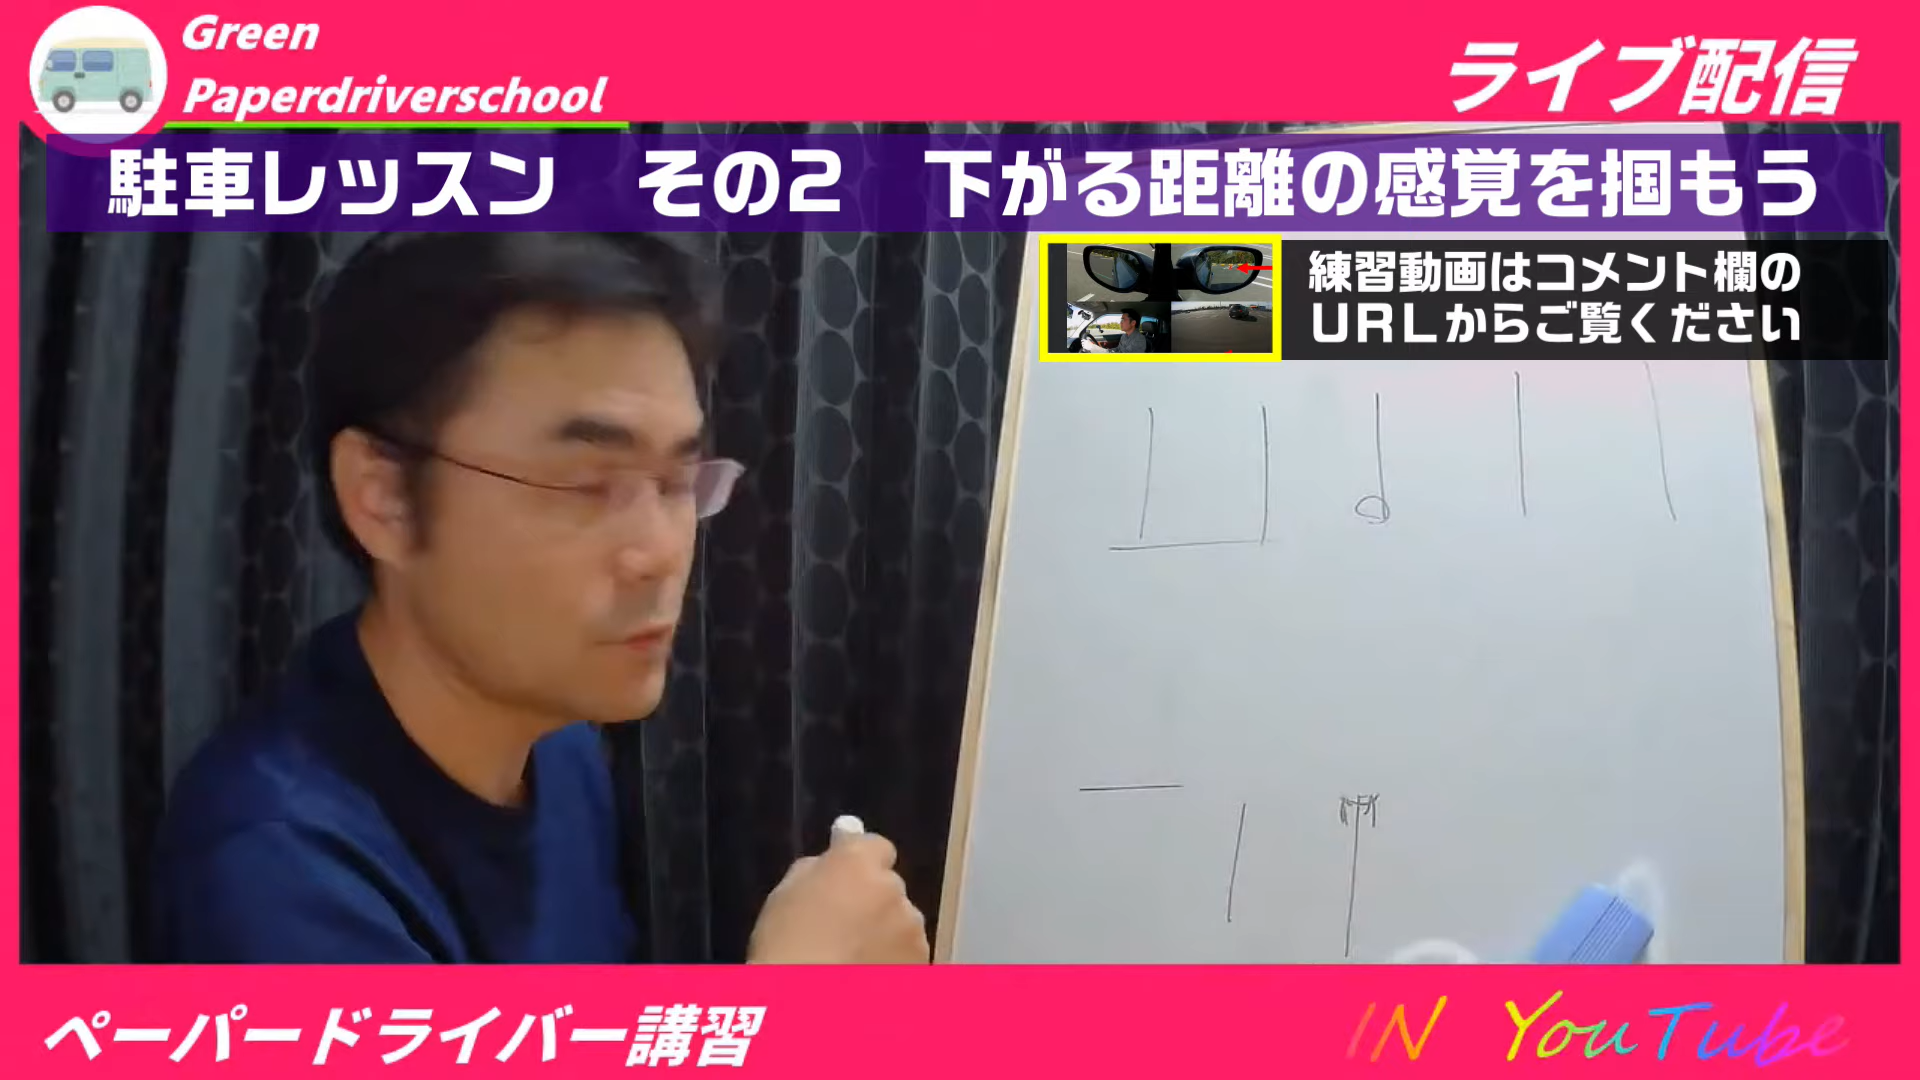 Green
Paperdriverschool
ライブ配信
駐車レッスン その2 下がる距離の感覚を掴もう
練習動画はコメント欄の
URLからご覧ください
ペーパードライバー講習
IN YouTube